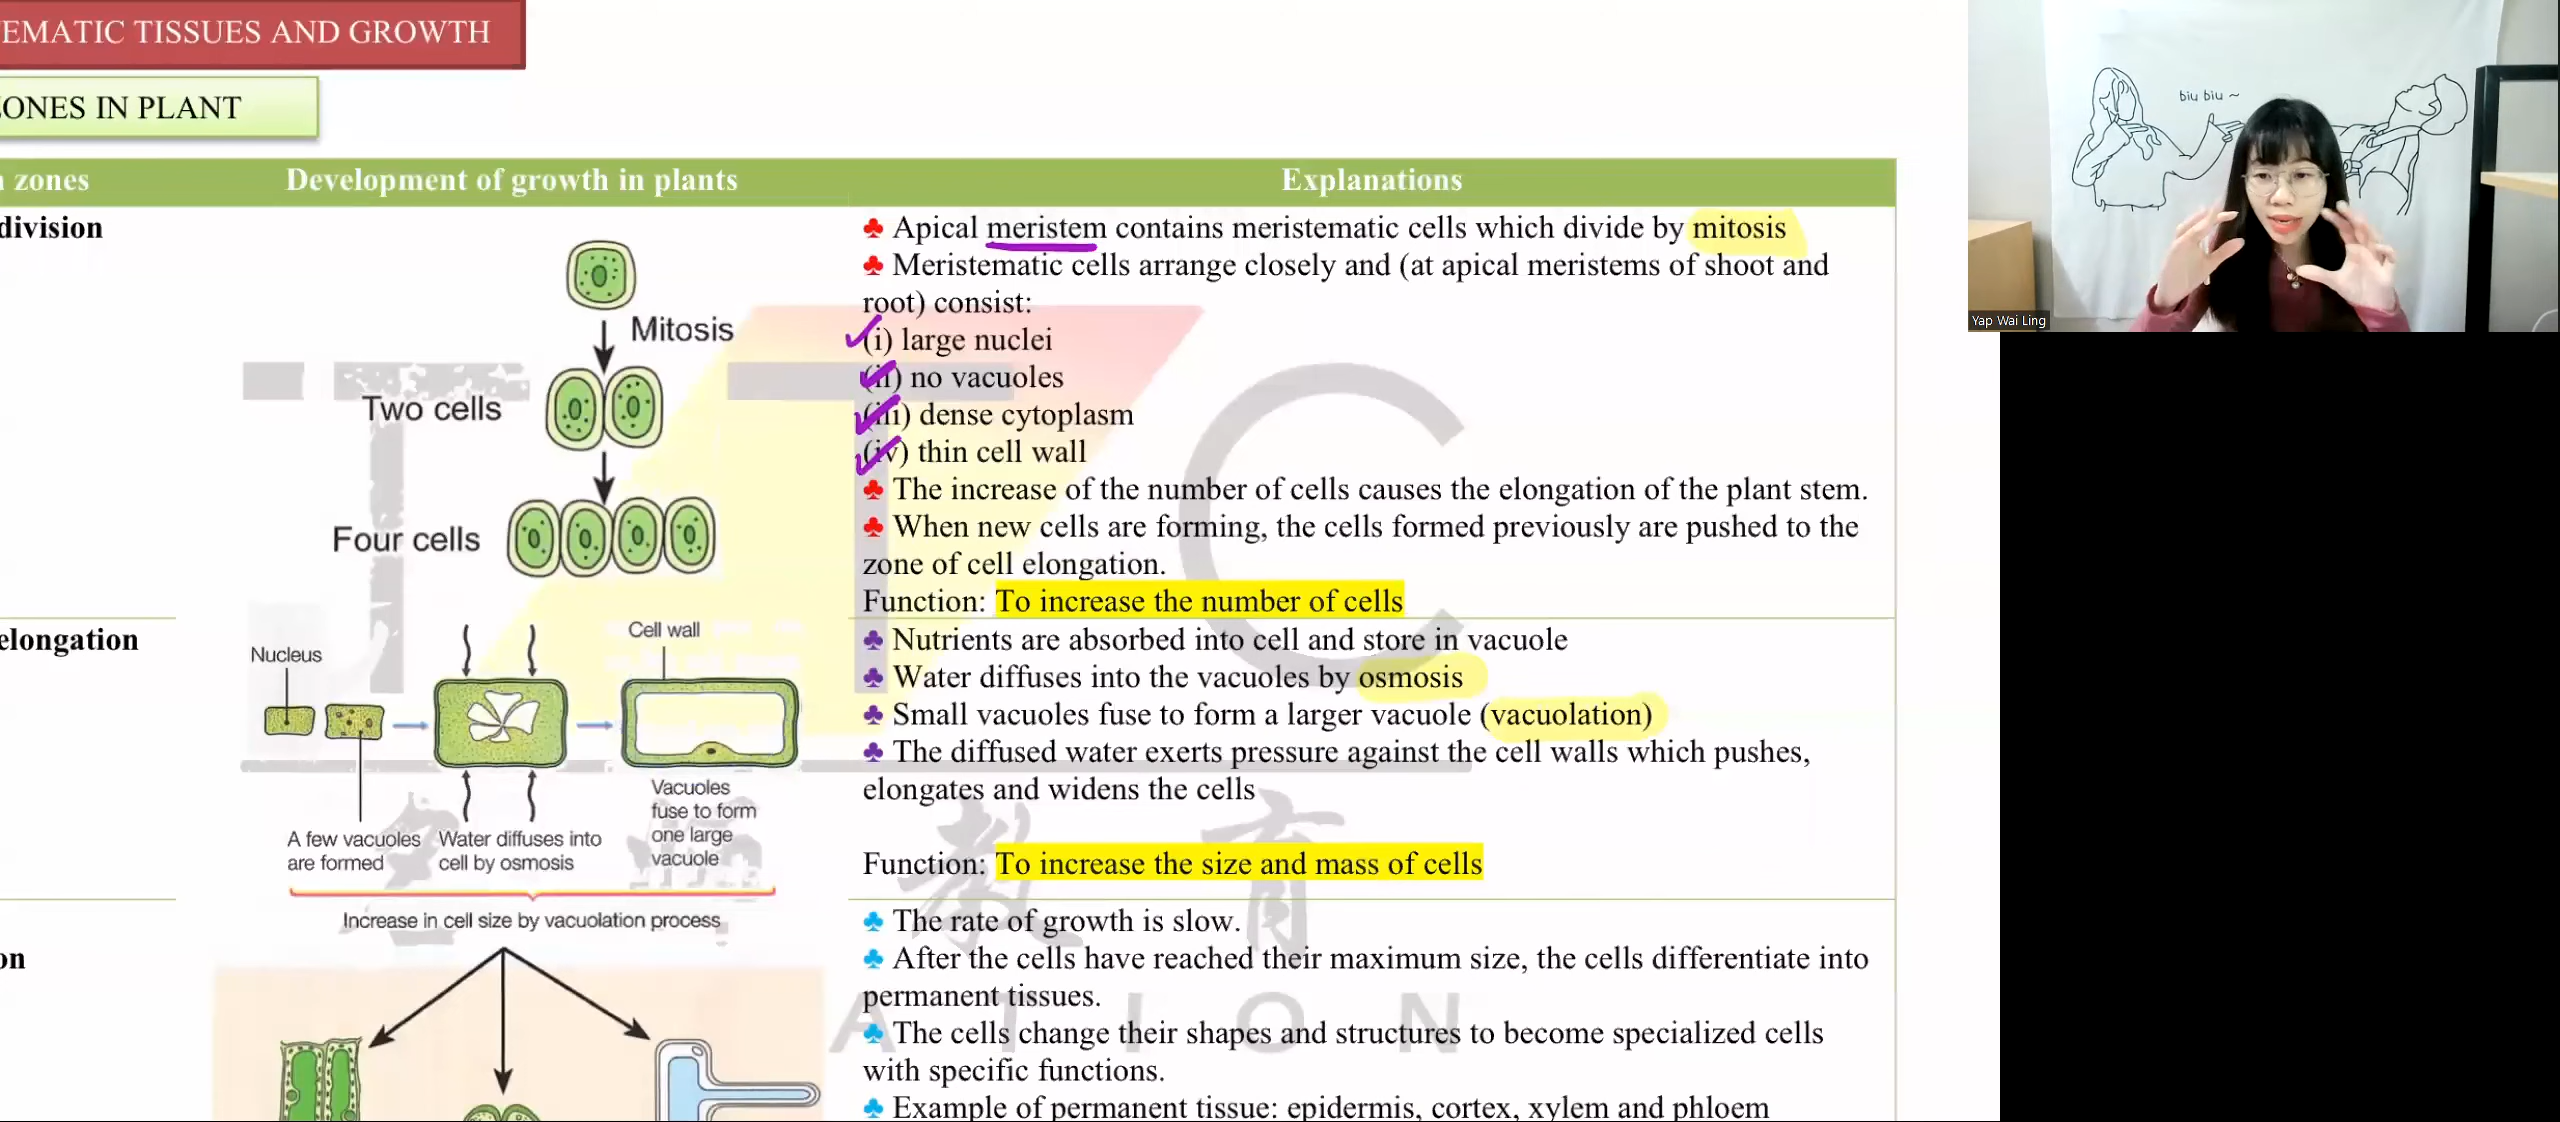 EMATIC TISSUES AND GROWTH
ONES IN PLANT
zones
Development of growth in plants
Explanations
division
Mitosis
Two cells
Four cells
♣ Apical meristem contains meristematic cells which divide by mitosis
♣ Meristematic cells arrange closely and (at apical meristems of shoot and
root) consist:
(i) large nuclei
(ii) no vacuoles
(iii) dense cytoplasm
(iv) thin cell wall
♣ The increase of the number of cells causes the elongation of the plant stem.
♣ When new cells are forming, the cells formed previously are pushed to the
zone of cell elongation.
Function: To increase the number of cells
elongation
Nucleus
Cell wall
A few vacuoles
are formed
Water diffuses into
cell by osmosis
Vacuoles
fuse to form
one large
vacuole
Increase in cell size by vacuolation process
♣ Nutrients are absorbed into cell and store in vacuole
♣ Water diffuses into the vacuoles by osmosis
♣ Small vacuoles fuse to form a larger vacuole (vacuolation)
♣ The diffused water exerts pressure against the cell walls which pushes,
elongates and widens the cells
Function: To increase the size and mass of cells
on
♣ The rate of growth is slow.
♣ After the cells have reached their maximum size, the cells differentiate into
permanent tissues.
♣ The cells change their shapes and structures to become specialized cells
with specific functions.
♣ Example of permanent tissue: epidermis, cortex, xylem and phloem
JTC
教育
ATION
biu biu ~
Yap Wai Ling